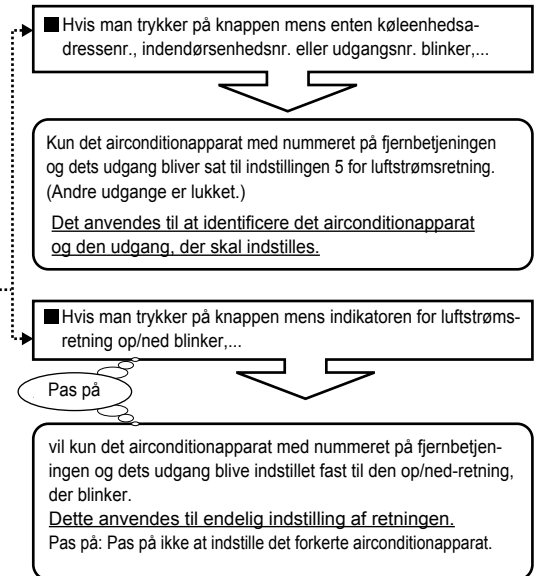 ■ Hvis man trykker på knappen mens enten køleenhedsa-
dressenr., indendørsenhedsnr. eller udgangsnr. blinker,...
Kun det airconditionapparat med nummeret på fjernbetjeningen
og dets udgang bliver sat til indstillingen 5 for luftstrømsretning.
(Andre udgange er lukket.)
Det anvendes til at identificere det airconditionapparat
og den udgang, der skal indstilles.
■ Hvis man trykker på knappen mens indikatoren for luftstrøms-
retning op/ned blinker,...
Pas på
vil kun det airconditionapparat med nummeret på fjernbetjen-
ingen og dets udgang blive indstillet fast til den op/ned-retning,
der blinker.
Dette anvendes til endelig indstilling af retningen.
Pas på: Pas på ikke at indstille det forkerte airconditionapparat.